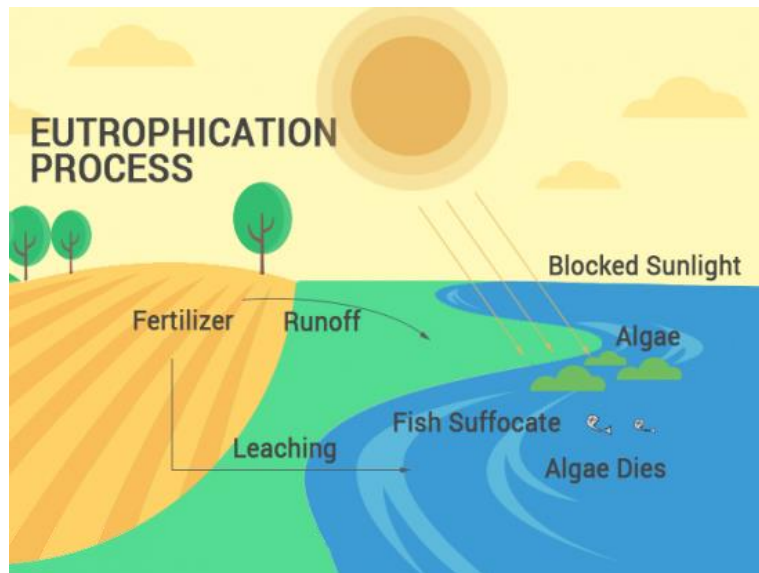 EUTROPHICATION
PROCESS
Blocked Sunlight
Fertilizer
Runoff
Algae
Fish Suffocate
Leaching
Algae Dies